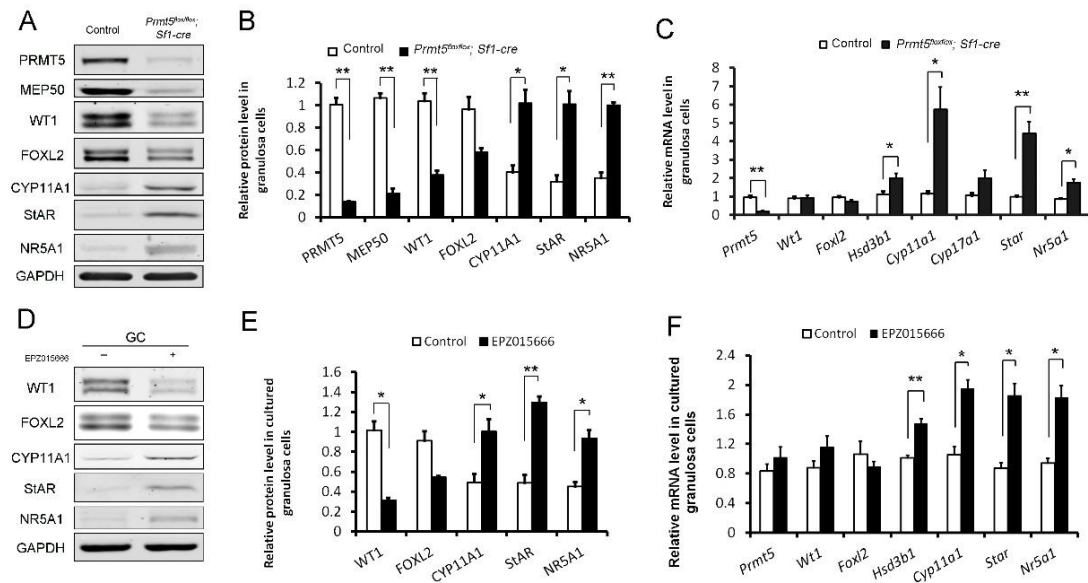 A
Control
Prmt5flox/flox;
Sf1-cre
PRMT5
MEP50
WT1
FOXL2
CYP11A1
StAR
NR5A1
GAPDH
B
Control
Prmt5flox/flox; Sf1-cre
Relative protein level in
granulosa cells
1.2
1
0.8
0.6
0.4
0.2
0
**
**
**
*
*
**
PRMT5
MEP50
WT1
FOXL2
CYP11A1
StAR
NR5A1
C
Control
Prmt5flox/flox; Sf1-cre
Relative mRNA level in
granulosa cells
8
7
6
5
4
3
2
1
0
**
*
*
**
*
Prmt5
Wt1
Foxl2
Hsd3b1
Cyp11a1
Cyp17a1
Star
Nr5a1
D
GC
EPZ015666
–
+
WT1
FOXL2
CYP11A1
StAR
NR5A1
GAPDH
E
Control
EPZ015666
Relative protein level in cultured
granulosa cells
1.6
1.4
1.2
1
0.8
0.6
0.4
0.2
0
*
*
**
*
WT1
FOXL2
CYP11A1
StAR
NR5A1
F
Control
EPZ015666
Relative mRNA level in cultured
granulosa cells
2.4
2
1.6
1.2
0.8
0.4
0
**
*
*
*
Prmt5
Wt1
Foxl2
Hsd3b1
Cyp11a1
Star
Nr5a1